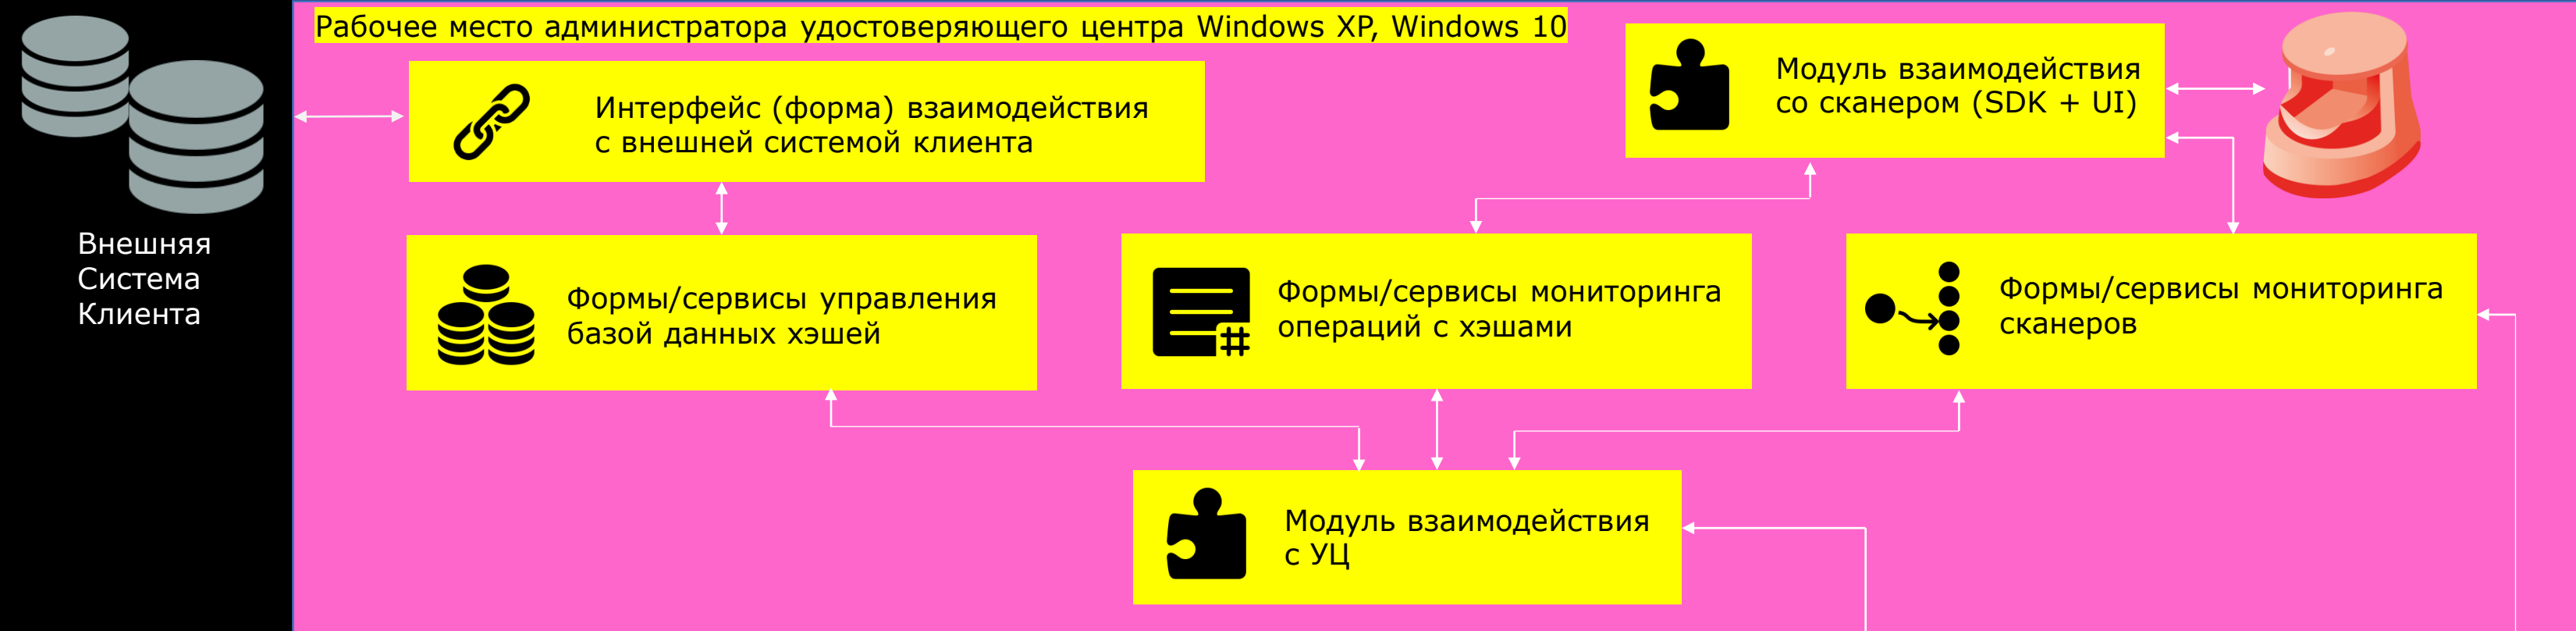 Рабочее место администратора удостоверяющего центра Windows XP, Windows 10
Внешняя
Система
Клиента
Интерфейс (форма) взаимодействия
с внешней системой клиента
Модуль взаимодействия
со сканером (SDK + UI)
Формы/сервисы управления
базой данных хэшей
Формы/сервисы мониторинга
операций с хэшами
Формы/сервисы мониторинга
сканеров
Модуль взаимодействия
с УЦ